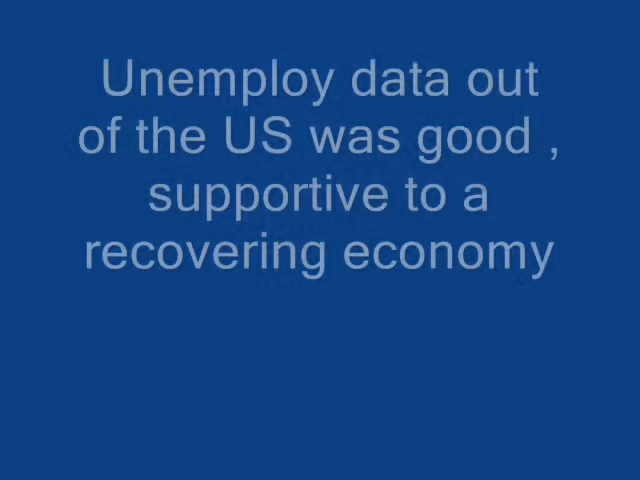 Unemploy data out
of the US was good ,
supportive to a
recovering economy